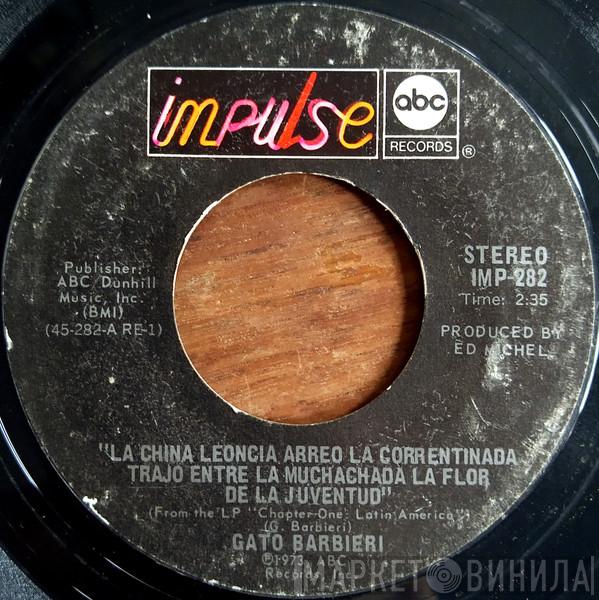 impulse
abc
RECORDS
®
Publisher:
ABC Dunhill
Music, Inc.
(BMI)
(45-282-A RE-1)
STEREO
IMP-282
Time: 2:35
PRODUCED BY
ED MICHEL
"LA CHINA LEONCIA ARREO LA CORRENTINADA
TRAJO ENTRE LA MUCHACHADA LA FLOR
DE LA JUVENTUD"
(From the LP "Chapter One: Latin America")
(G. Barbieri)
GATO BARBIERI
Ⓟ1973 ABC
Records
МАРКЕТ ВИНИЛА